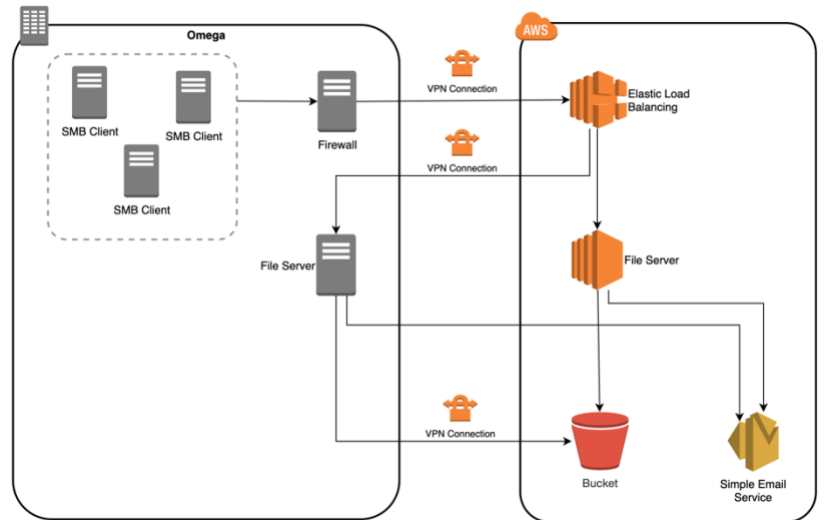 Omega
AWS
SMB Client
SMB Client
SMB Client
Firewall
VPN Connection
Elastic Load
Balancing
VPN Connection
File Server
File Server
VPN Connection
Bucket
Simple Email
Service